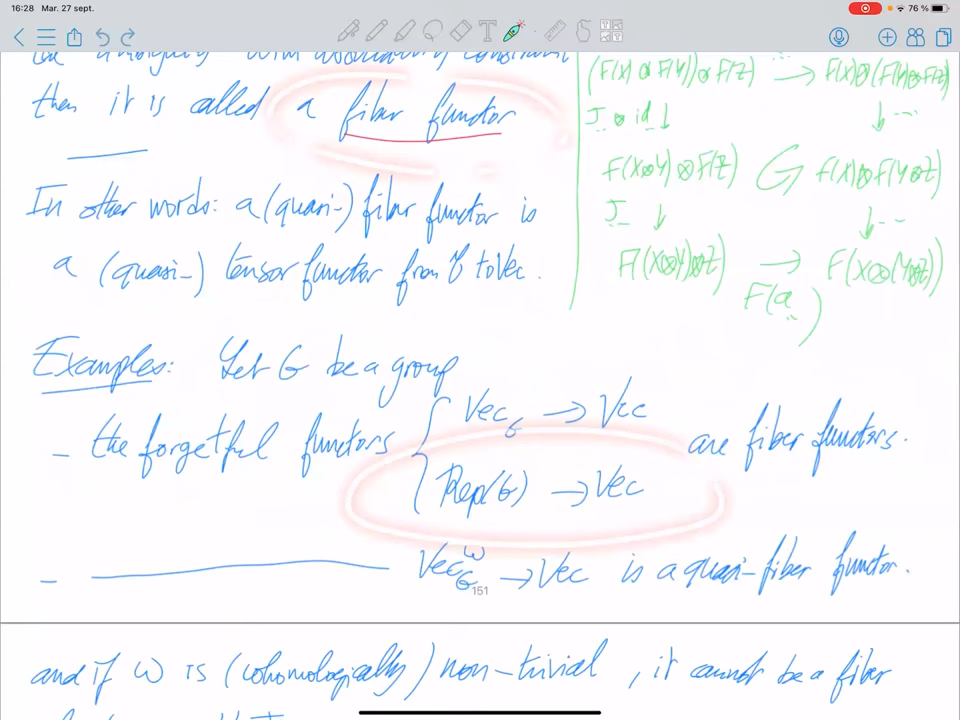 16:28 Mar. 27 sept.
76 %
then it is called a fiber functor
In other words: a (quasi-) fiber functor is
a (quasi-) tensor functor from to Vec.
(F(X) ⊗ F(Y)) ⊗ F(Z) → F(X) ⊗ (F(Y) ⊗ F(Z))
J ⊗ id ↓ ↓ ...
F(X⊗Y) ⊗ F(Z) F(X) ⊗ F(Y⊗Z)
J ↓ ↓ ...
F((X⊗Y)⊗Z) → F(X⊗(Y⊗Z))
F(a..)
Examples: Let G be a group
_ the forgetful functors { Vec_G → Vec
Rep(G) → Vec
are fiber functors.
_ Vec_G^ω → Vec is a quasi-fiber functor.
151
and if ω is (cohomologically) non-trivial, it cannot be a fiber